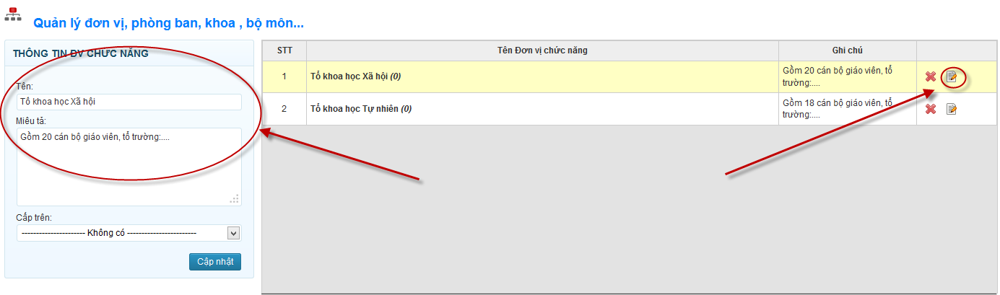 Quản lý đơn vị, phòng ban, khoa , bộ môn...
THÔNG TIN ĐV CHỨC NĂNG
Tên:
Tổ khoa học Xã hội
Miêu tả:
Gồm 20 cán bộ giáo viên, tổ trường:....
Cấp trên:
---------------------- Không có ------------------------
Cập nhật
STT Tên Đơn vị chức năng Ghi chú
1 Tổ khoa học Xã hội (0) Gồm 20 cán bộ giáo viên, tổ
trường:....
2 Tổ khoa học Tự nhiên (0) Gồm 18 cán bộ giáo viên, tổ
trường:....